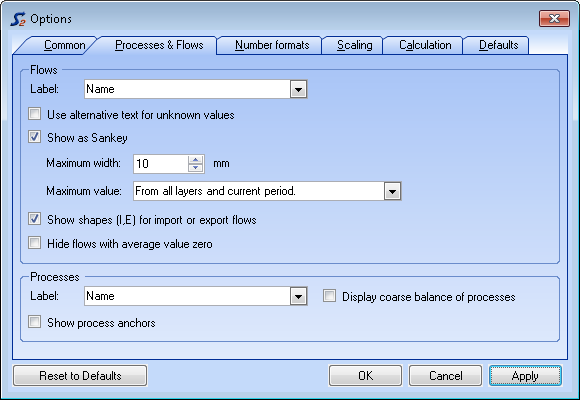 S2 Options
Common Processes & Flows Number formats Scaling Calculation Defaults
Flows
Label: Name
Use alternative text for unknown values
Show as Sankey
Maximum width: 10 mm
Maximum value: From all layers and current period.
Show shapes (I,E) for import or export flows
Hide flows with average value zero
Processes
Label: Name Display coarse balance of processes
Show process anchors
Reset to Defaults OK Cancel Apply